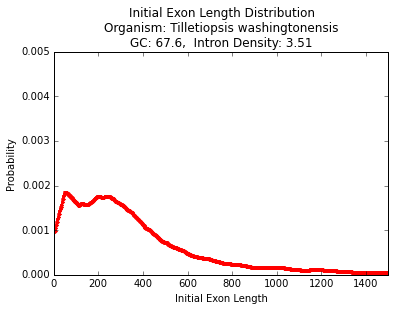 Initial Exon Length Distribution
Organism: Tilletiopsis washingtonensis
GC: 67.6,  Intron Density: 3.51
0.005
0.004
0.003
0.002
0.001
0.000
Probability
0 200 400 600 800 1000 1200 1400
Initial Exon Length